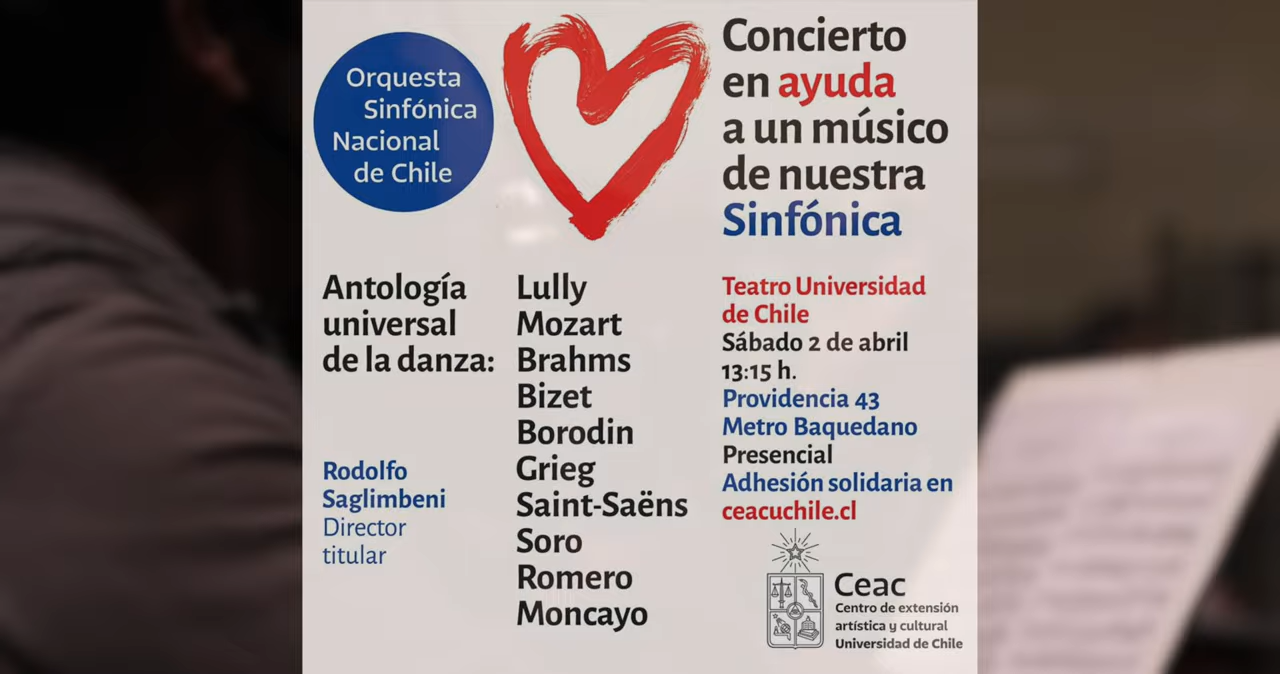 Orquesta
Sinfónica
Nacional
de Chile
Concierto
en ayuda
a un músico
de nuestra
Sinfónica
Antología
universal
de la danza:
Rodolfo
Saglimbeni
Director
titular
Lully
Mozart
Brahms
Bizet
Borodin
Grieg
Saint-Saëns
Soro
Romero
Moncayo
Teatro Universidad
de Chile
Sábado 2 de abril
13:15 h.
Providencia 43
Metro Baquedano
Presencial
Adhesión solidaria en
ceacuchile.cl
Ceac
Centro de extensión
artística y cultural
Universidad de Chile